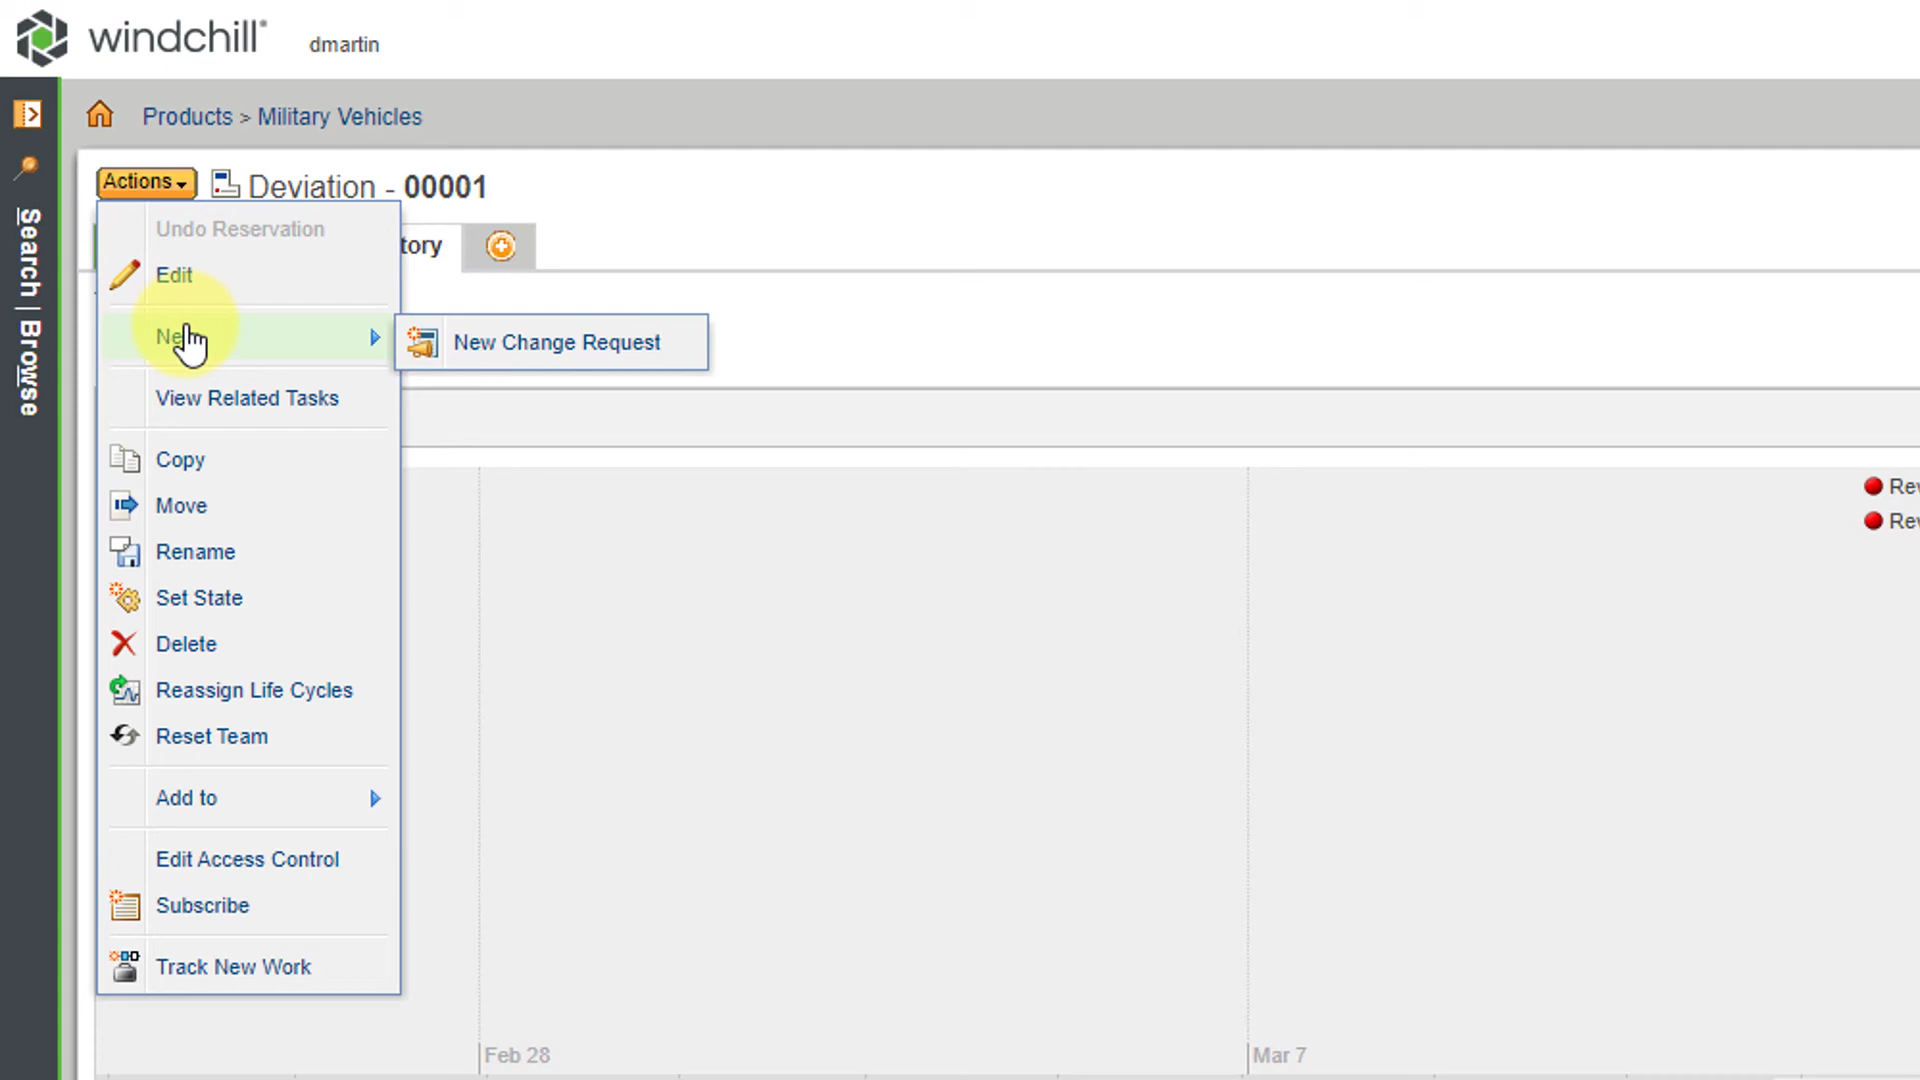 windchill®
dmartin
Products > Military Vehicles
Actions
Deviation - 00001
Search | Browse
Undo Reservation
tory
Edit
New Change Request
View Related Tasks
Copy
Move
Rename
Set State
Delete
Reassign Life Cycles
Reset Team
Add to
Edit Access Control
Subscribe
Track New Work
Rev
Rev
Feb 28
Mar 7